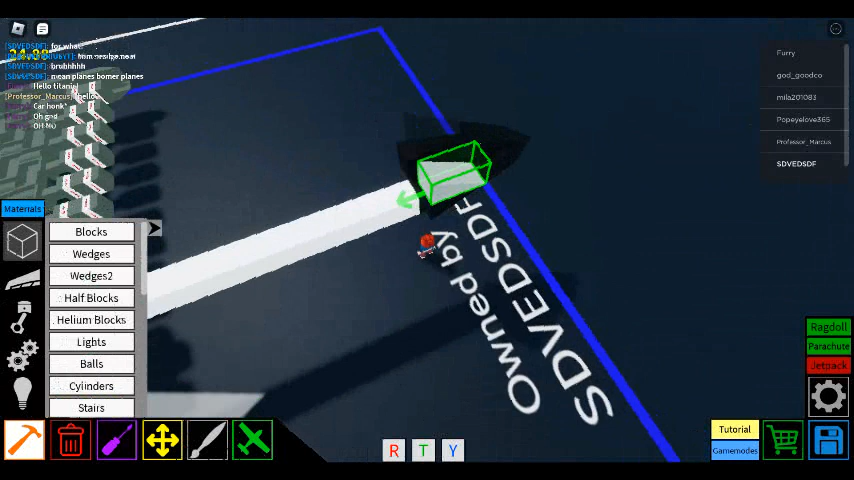 [SDVEDSDF]: for what?
[SDVEDSDF]: bruhhhhh
[SDVEDSDF]: mean planes bomer planes
Hello titanic!
[Professor_Marcus]: hello
Car honk*
Oh god
Furry
god_goodco
mila201083
Popeyelove365
Professor_Marcus
SDVEDSDF
Materials
Blocks
Wedges
Wedges2
Half Blocks
Helium Blocks
Lights
Balls
Cylinders
Stairs
Owned by
SDVEDSDF
Ragdoll
Parachute
Jetpack
Tutorial
Gamemodes
R T Y